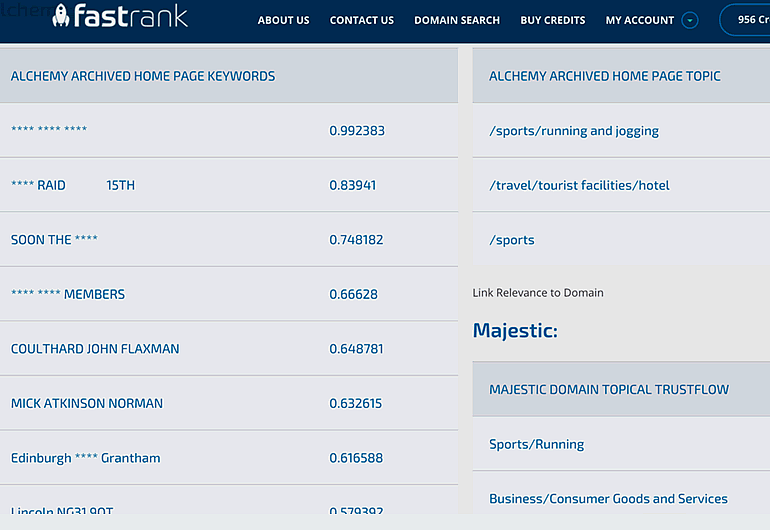 fastrank
ABOUT US
CONTACT US
DOMAIN SEARCH
BUY CREDITS
MY ACCOUNT
956 Cr
ALCHEMY ARCHIVED HOME PAGE KEYWORDS
**** **** **** 0.992383
**** RAID 15TH 0.83941
SOON THE **** 0.748182
**** **** MEMBERS 0.66628
COULTHARD JOHN FLAXMAN 0.648781
MICK ATKINSON NORMAN 0.632615
Edinburgh **** Grantham 0.616588
Lincoln NG31 9QT 0.579392
ALCHEMY ARCHIVED HOME PAGE TOPIC
/sports/running and jogging
/travel/tourist facilities/hotel
/sports
Link Relevance to Domain
Majestic:
MAJESTIC DOMAIN TOPICAL TRUSTFLOW
Sports/Running
Business/Consumer Goods and Services